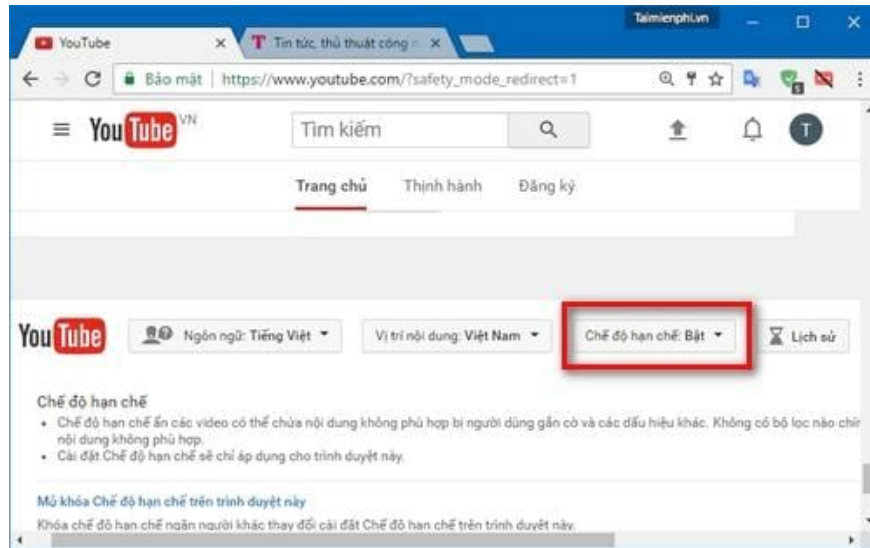 Taimienphi.vn
YouTube
T Tin tức, thủ thuật công n
Bảo mật | https://www.youtube.com/?safety_mode_redirect=1
YouTube VN
Tìm kiếm
T
Trang chủ Thịnh hành Đăng ký
YouTube
Ngôn ngữ: Tiếng Việt
Vị trí nội dung: Việt Nam
Chế độ hạn chế: Bật
Lịch sử
Chế độ hạn chế
• Chế độ hạn chế ẩn các video có thể chứa nội dung không phù hợp bị người dùng gắn cờ và các dấu hiệu khác. Không có bộ lọc nào chín
nội dung không phù hợp.
• Cài đặt Chế độ hạn chế sẽ chỉ áp dụng cho trình duyệt này.
Mở khóa Chế độ hạn chế trên trình duyệt này
Khóa chế độ hạn chế ngăn người khác thay đổi cài đặt Chế độ hạn chế trên trình duyệt này.